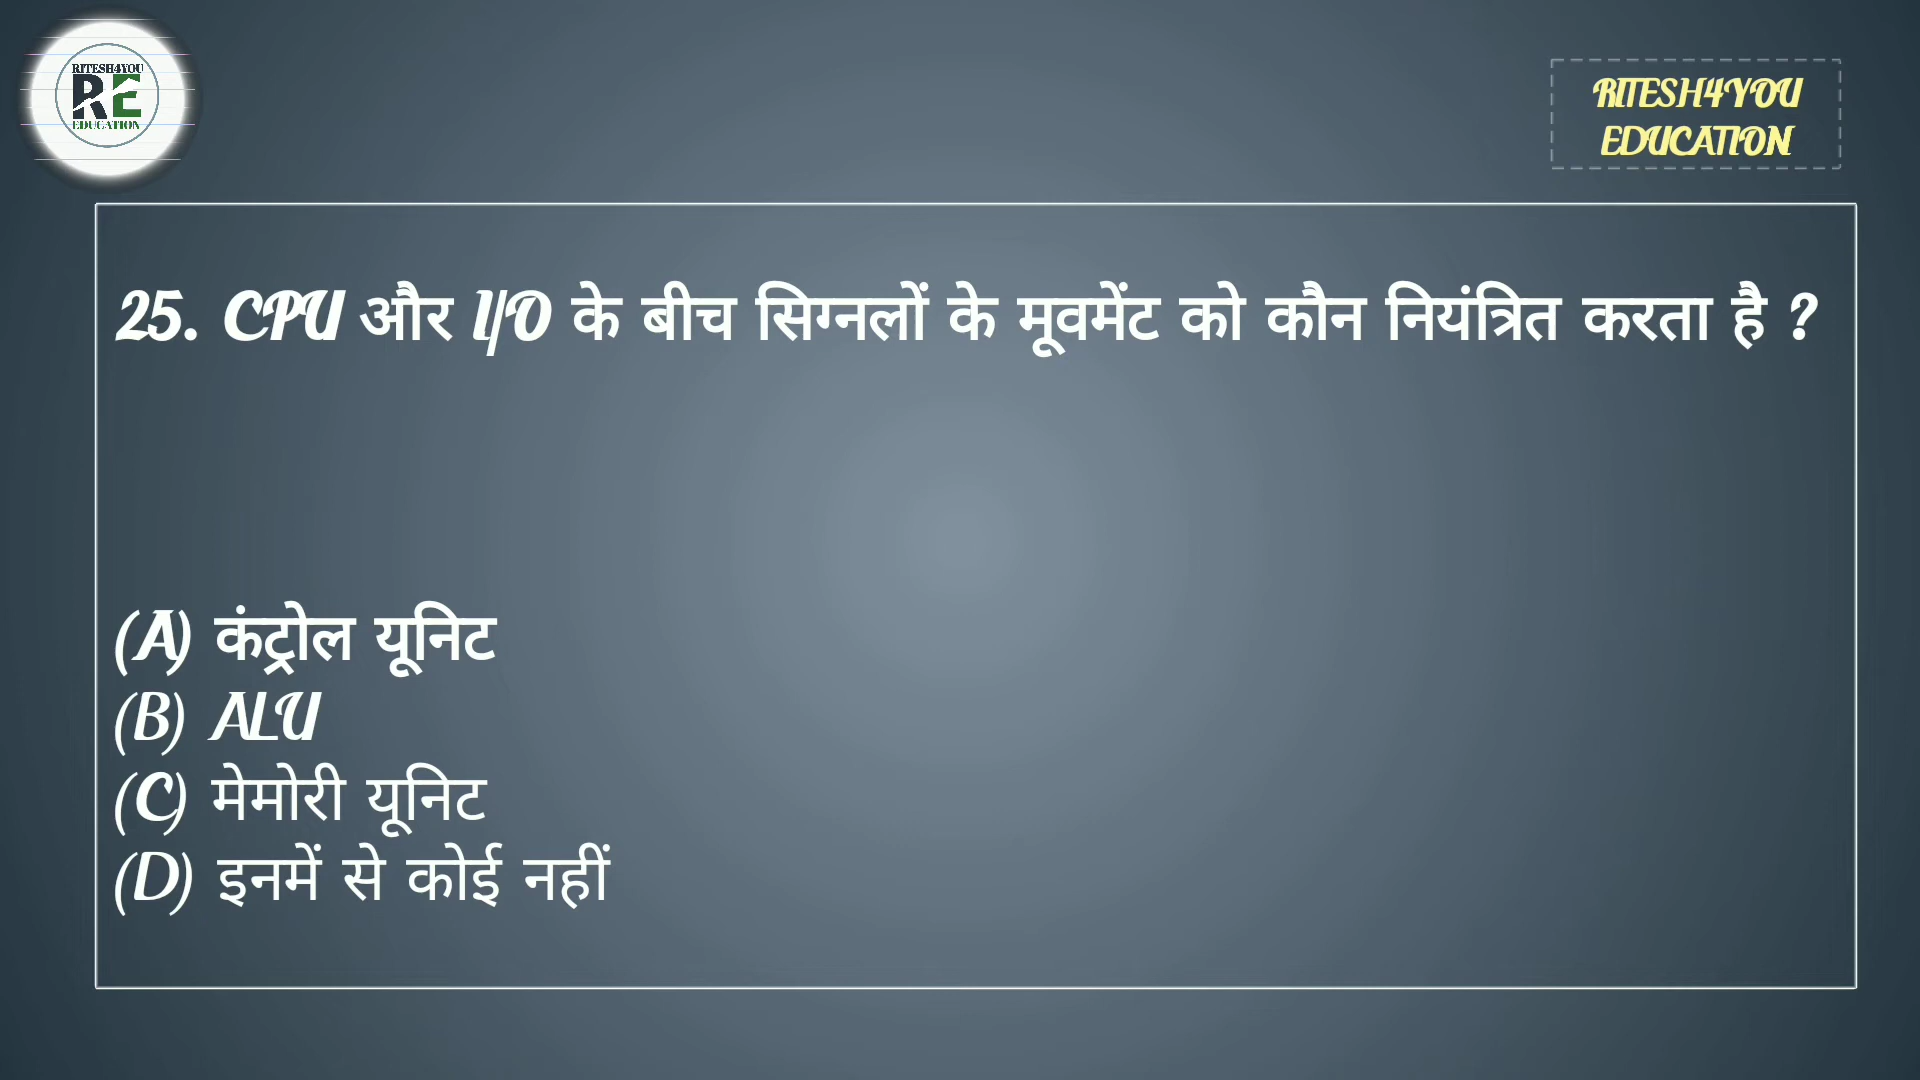 RITESH4YOU
RE
EDUCATION
RITESH4YOU
EDUCATION
25. CPU और I/O के बीच सिग्नलों के मूवमेंट को कौन नियंत्रित करता है ?
(A) कंट्रोल यूनिट
(B) ALU
(C) मेमोरी यूनिट
(D) इनमें से कोई नहीं